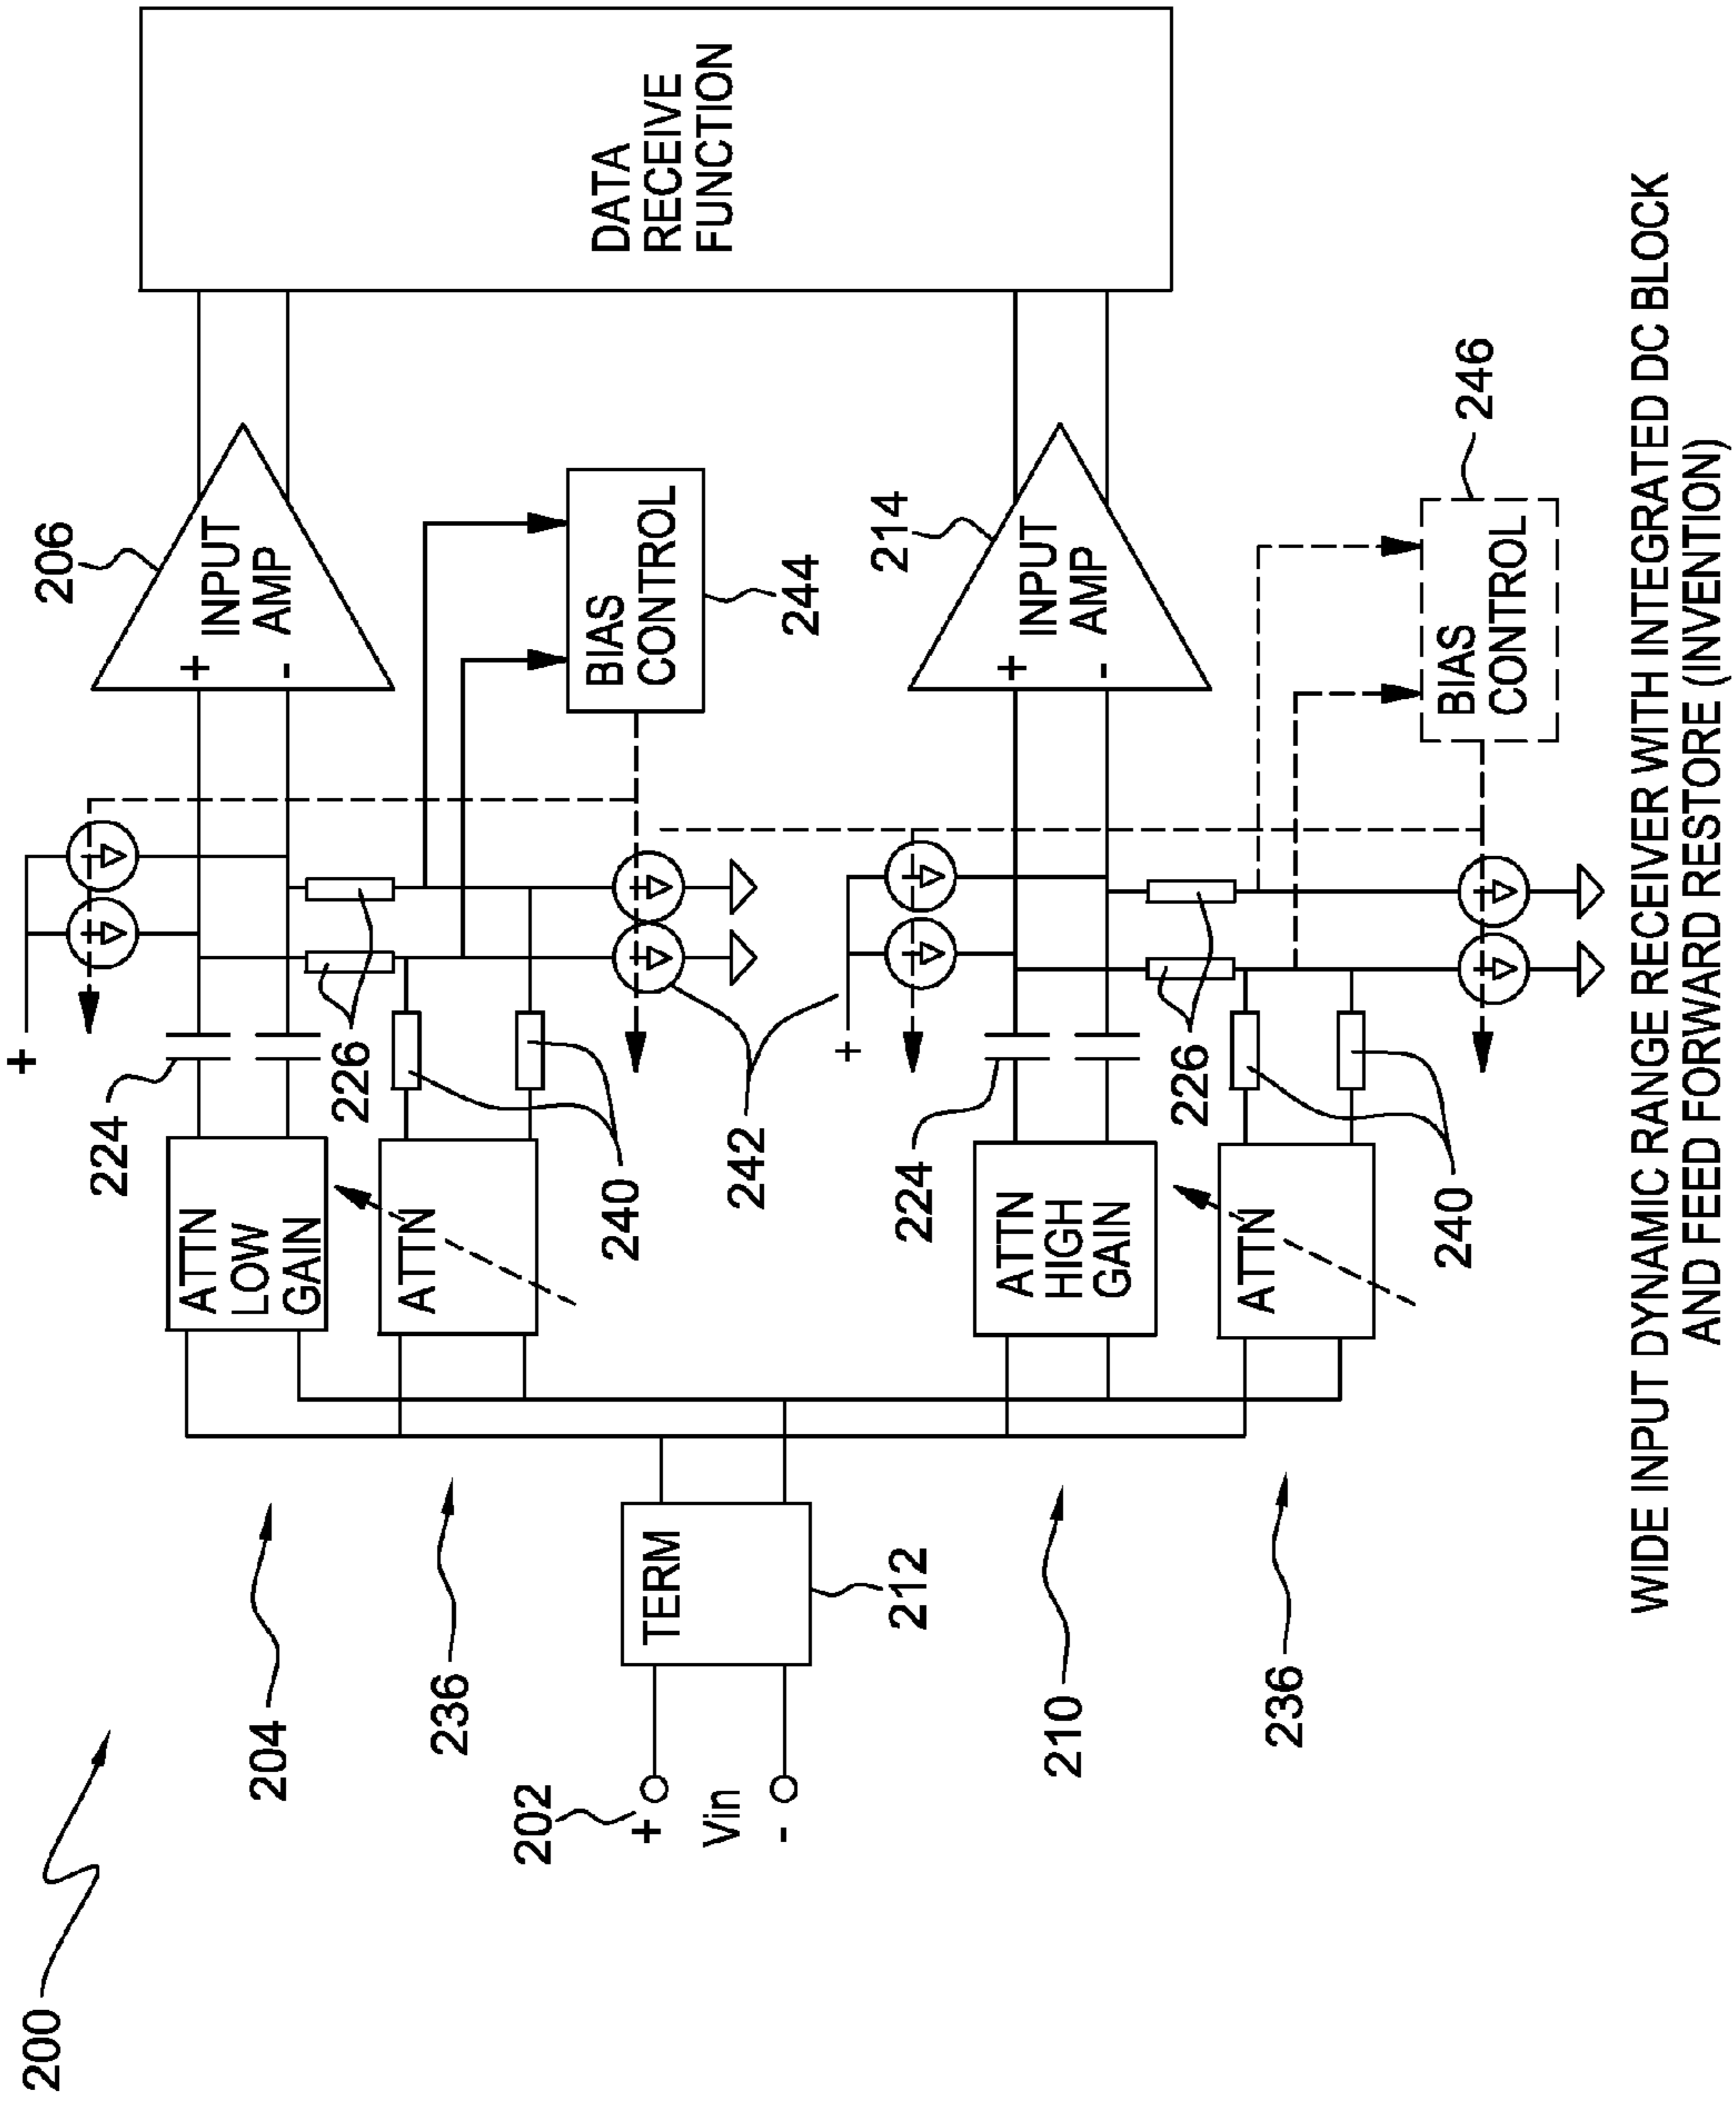 200
202
+
Vin
-
TERM
212
204
236
210
236
ATTN
LOW
GAIN
ATTN
ATTN
HIGH
GAIN
ATTN
224
226
240
242
224
226
240
+
+
206
+
-
INPUT
AMP
BIAS
CONTROL
244
214
+
-
INPUT
AMP
BIAS
CONTROL
246
DATA
RECEIVE
FUNCTION
WIDE INPUT DYNAMIC RANGE RECEIVER WITH INTEGRATED DC BLOCK
AND FEED FORWARD RESTORE (INVENTION)